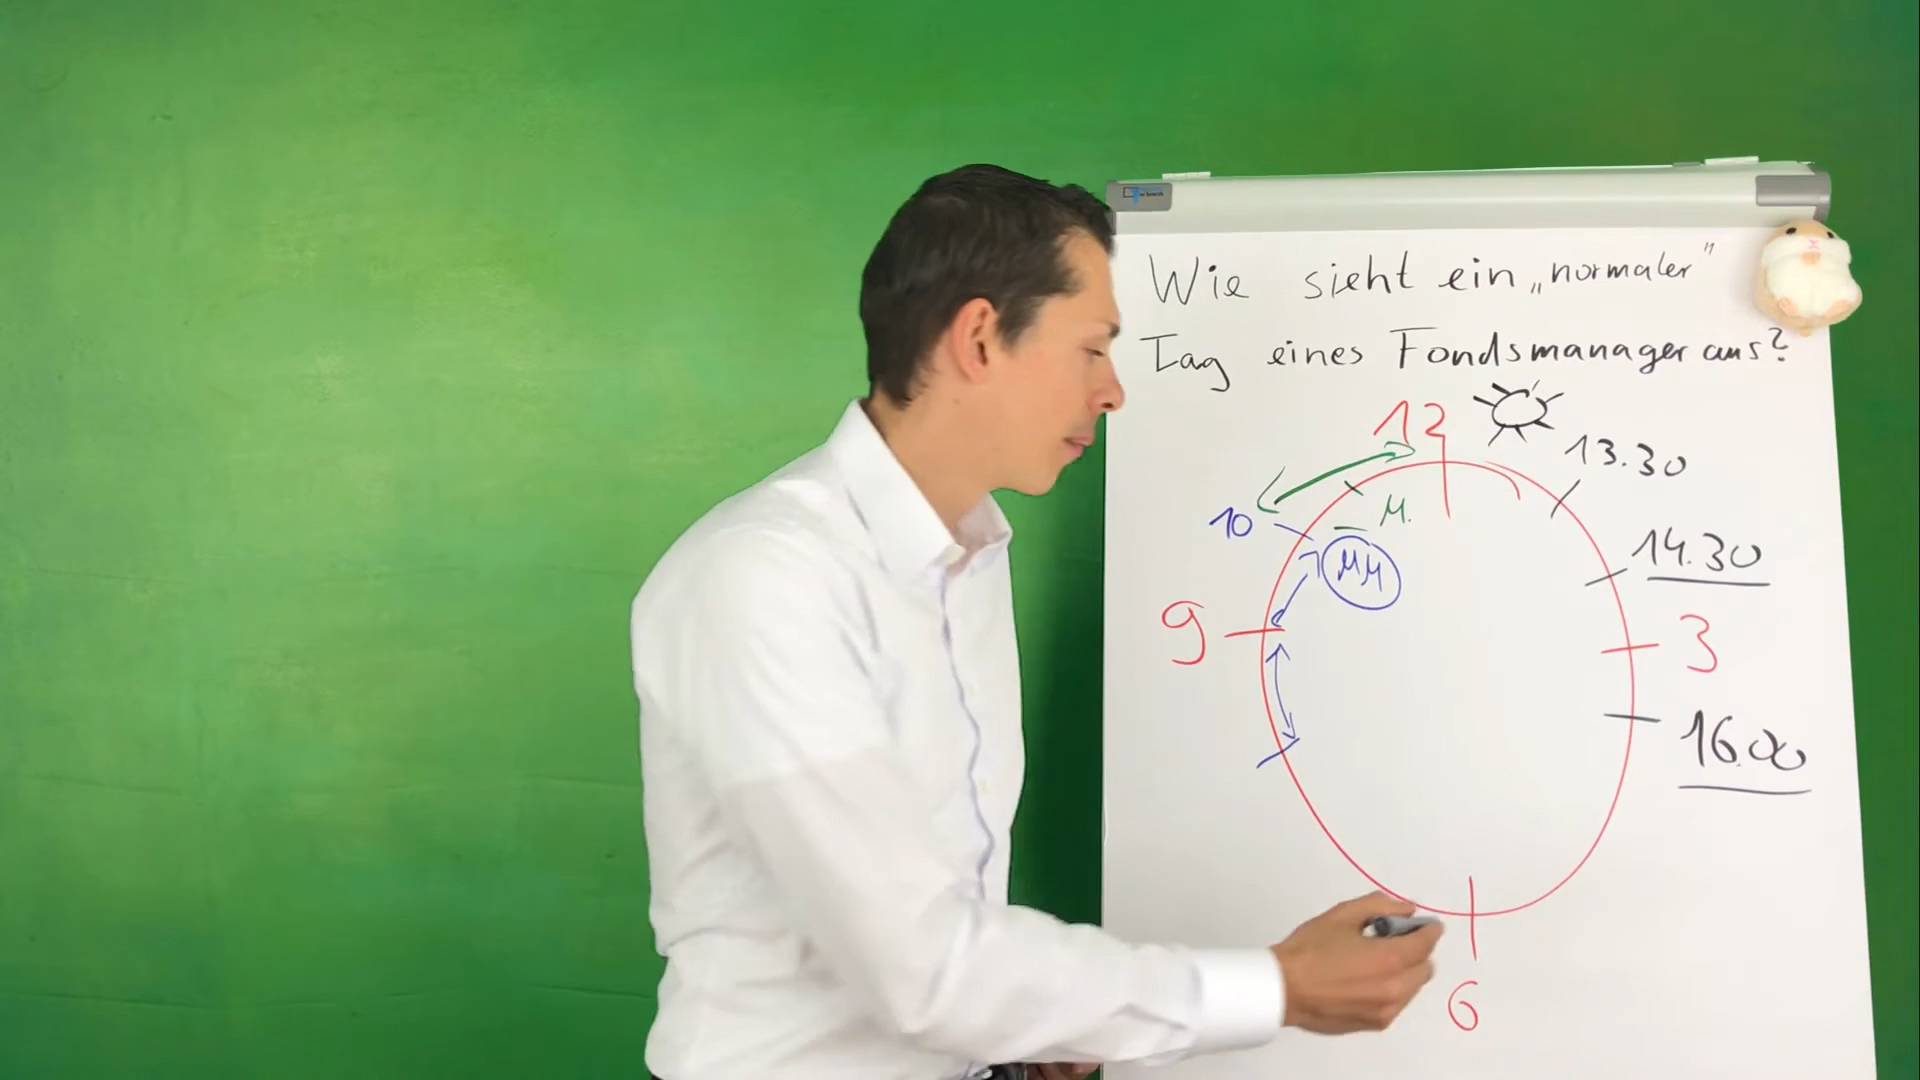 Wie sieht ein „normaler"
Tag eines Fondsmanager aus?
12
13.30
10
M.
MM
14.30
9
3
16.00
6